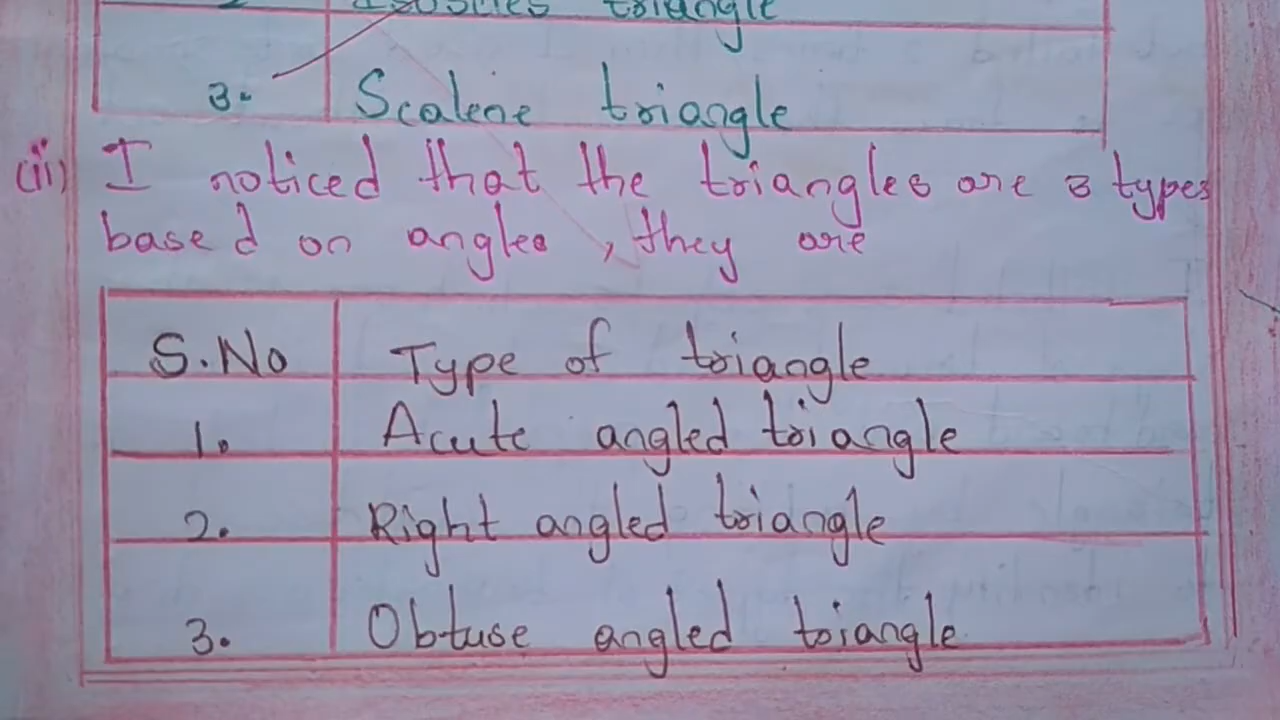 triangle
3. Scalene triangle
(ii) I noticed that the triangles are 3 types
based on angles, they are
S.No Type of triangle
1. Acute angled triangle
2. Right angled triangle
3. Obtuse angled triangle